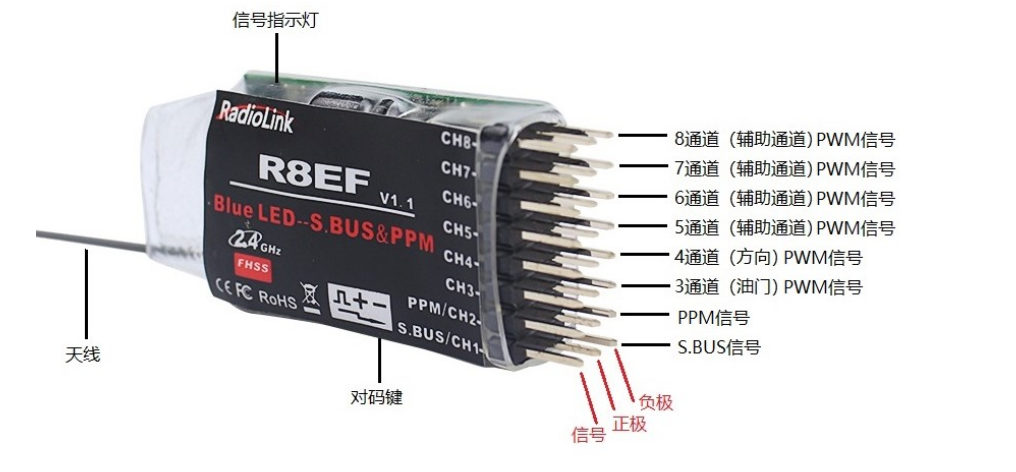 信号指示灯
RadioLink
R8EF
V1.1
Blue LED--S.BUS&PPM
2.4GHz
FHSS
CE FC RoHS
CH8-
CH7-
CH6-
CH5-
CH4-
CH3-
PPM/CH2-
S.BUS/CH1-
+ -
8通道（辅助通道) PWM信号
7通道（辅助通道) PWM信号
6通道（辅助通道) PWM信号
5通道（辅助通道) PWM信号
4通道（方向) PWM信号
3通道（油门) PWM信号
PPM信号
S.BUS信号
天线
对码键
负极
正极
信号